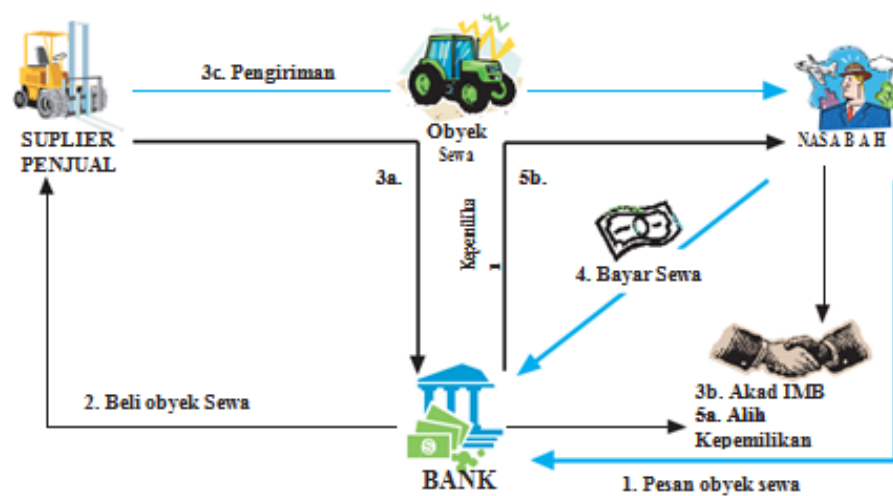 3c. Pengiriman
SUPLIER
PENJUAL
Obyek
Sewa
NASABAH
3a.
5b.
Kepemilika
n
4. Bayar Sewa
2. Beli obyek Sewa
3b. Akad IMB
5a. Alih
Kepemilikan
BANK
1. Pesan obyek sewa